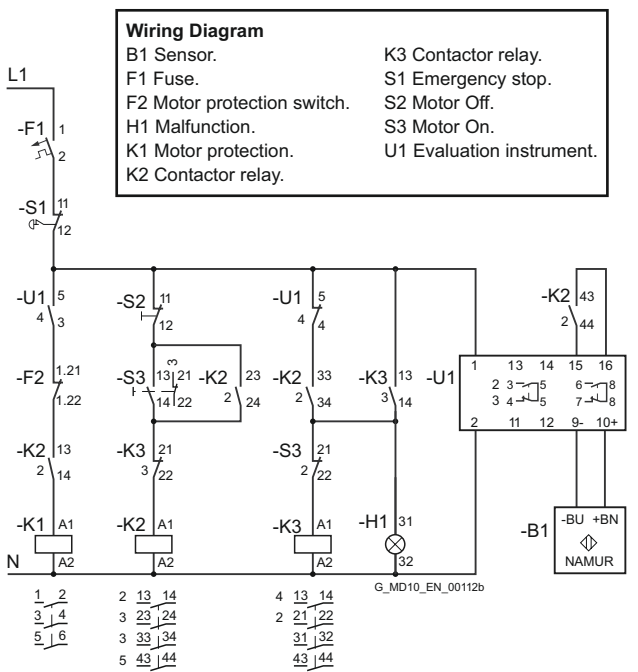 Wiring Diagram
B1 Sensor.
F1 Fuse.
F2 Motor protection switch.
H1 Malfunction.
K1 Motor protection.
K2 Contactor relay.
K3 Contactor relay.
S1 Emergency stop.
S2 Motor Off.
S3 Motor On.
U1 Evaluation instrument.
L1
-F1 1
2
-S1 11
12
-U1 5 -S2 11 -U1 5 -K2 43
4 3 12 4 4 2 44
3
-F2 1.21 -S3 13 21 -K2 23 -K2 33 -K3 13 -U1 1 13 14 15 16
1.22 14 22 2 24 2 34 3 14
2 3 5 6 8
3 4 5 7 8
2 11 12 9- 10+
-K2 13 -K3 21 -S3 21
2 14 3 22 2 22
-K1 A1 -K2 A1 -K3 A1 -H1 31 -B1 -BU +BN
A2 A2 A2 32 NAMUR
N
G_MD10_EN_00112b
1 2 2 13 14 4 13 14
3 4 3 23 24 2 21 22
5 6 3 33 34 31 32
5 43 44 43 44